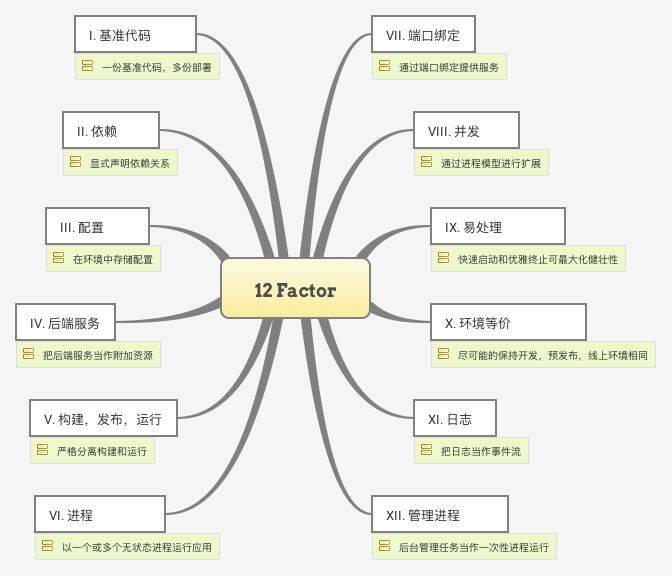 I. 基准代码
一份基准代码，多份部署
II. 依赖
显式声明依赖关系
III. 配置
在环境中存储配置
IV. 后端服务
把后端服务当作附加资源
V. 构建，发布，运行
严格分离构建和运行
VI. 进程
以一个或多个无状态进程运行应用
12 Factor
VII. 端口绑定
通过端口绑定提供服务
VIII. 并发
通过进程模型进行扩展
IX. 易处理
快速启动和优雅终止可最大化健壮性
X. 环境等价
尽可能的保持开发，预发布，线上环境相同
XI. 日志
把日志当作事件流
XII. 管理进程
后台管理任务当作一次性进程运行